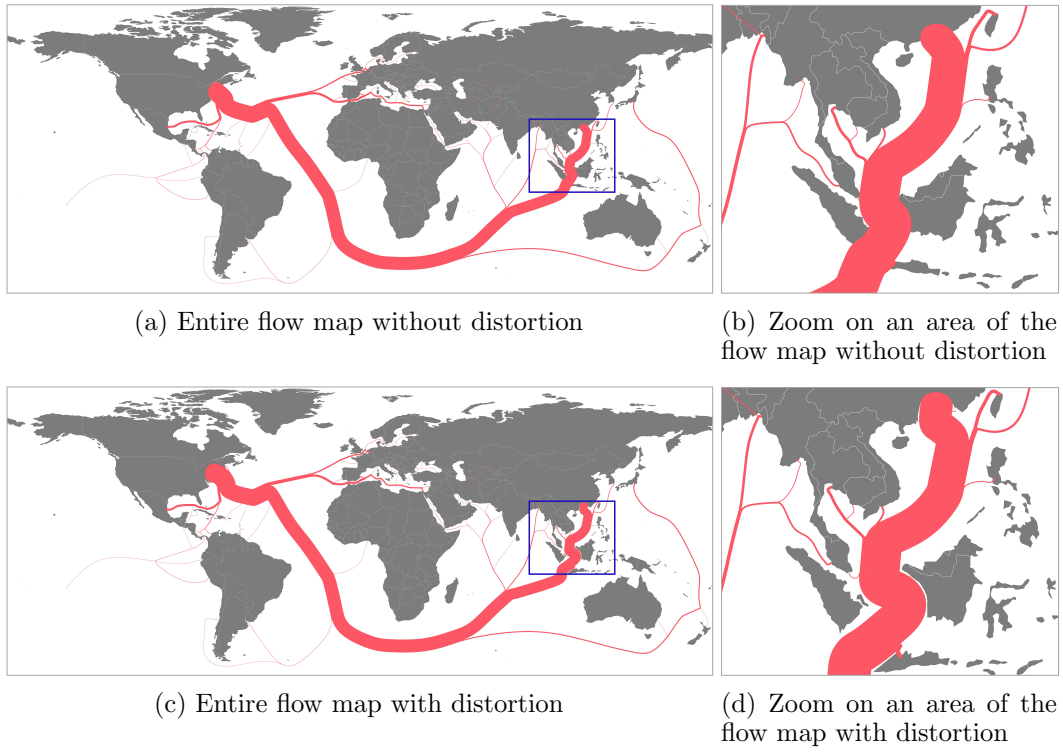 (a) Entire flow map without distortion
(b) Zoom on an area of the
flow map without distortion
(c) Entire flow map with distortion
(d) Zoom on an area of the
flow map with distortion